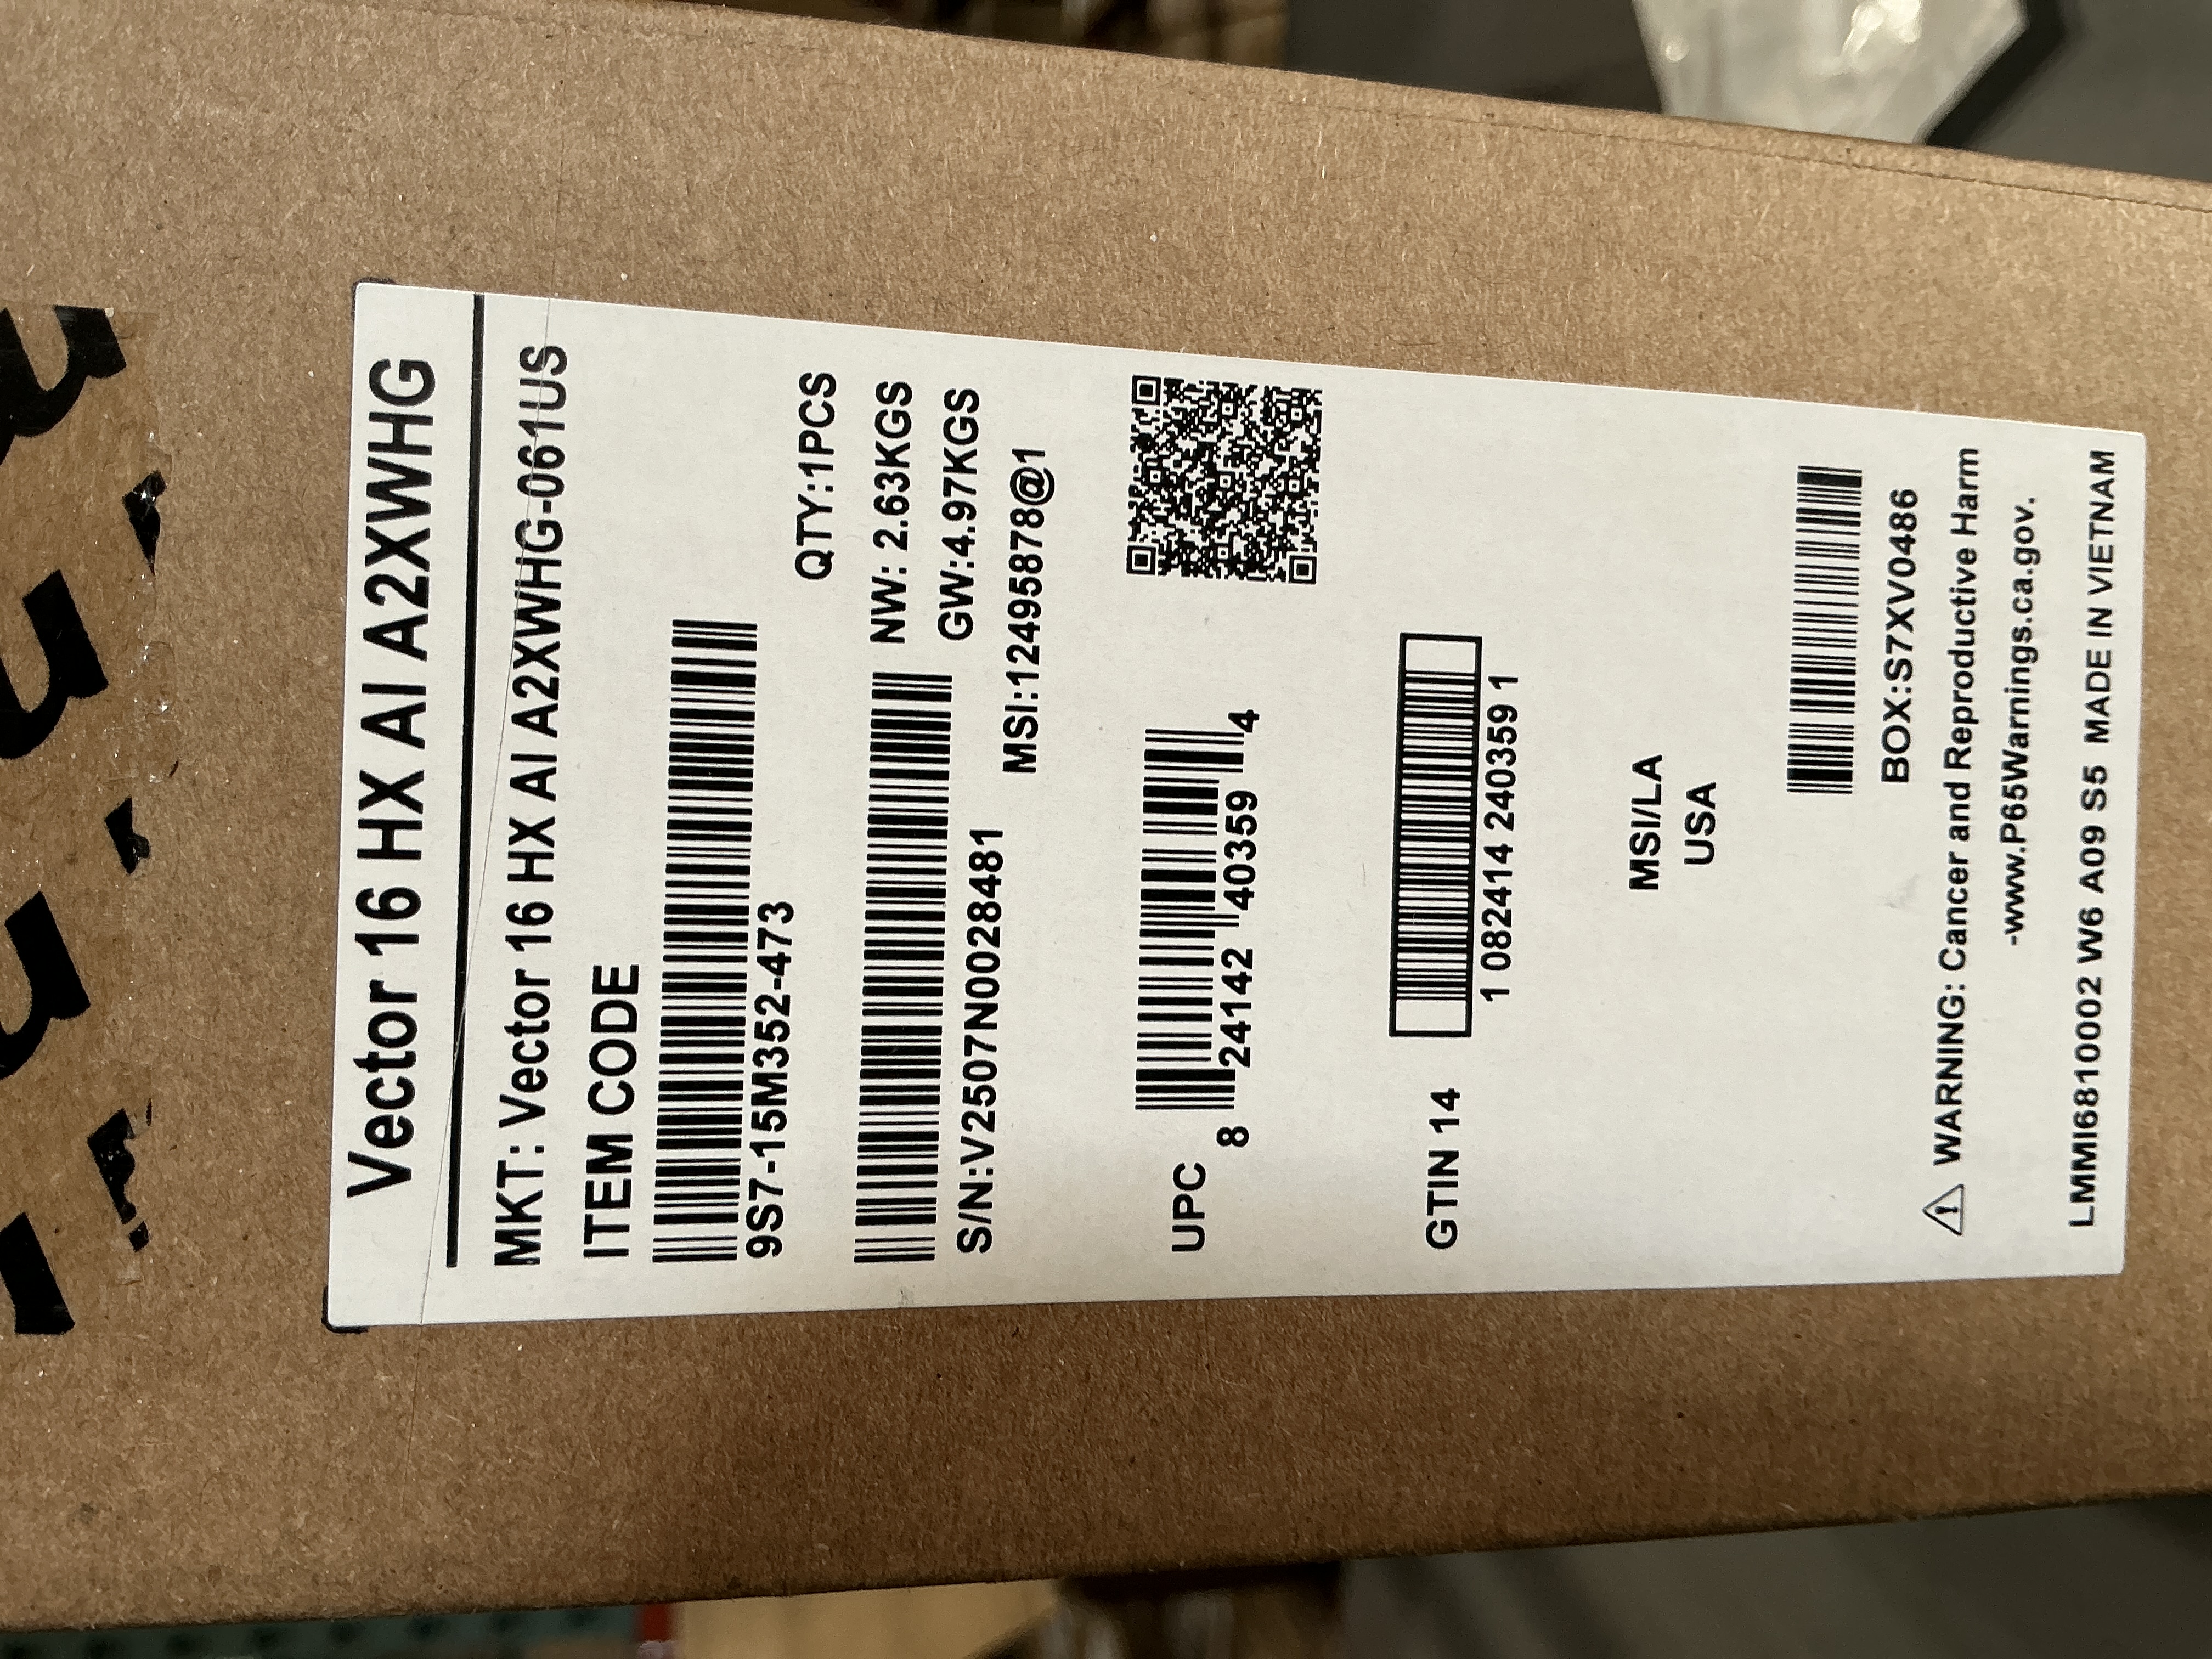 Vector 16 HX AI A2XWHG
MKT: Vector 16 HX AI A2XWHG-061US
ITEM CODE
9S7-15M352-473
QTY:1PCS
NW: 2.63KGS
GW:4.97KGS
S/N:V2507N0028481
MSI:12495878@1
UPC
8 24142 40359 4
GTIN 14
1 082414 240359 1
MSI/LA
USA
BOX:S7XV0486
⚠ WARNING: Cancer and Reproductive Harm
-www.P65Warnings.ca.gov.
LMMI6810002 W6 A09 S5 MADE IN VIETNAM